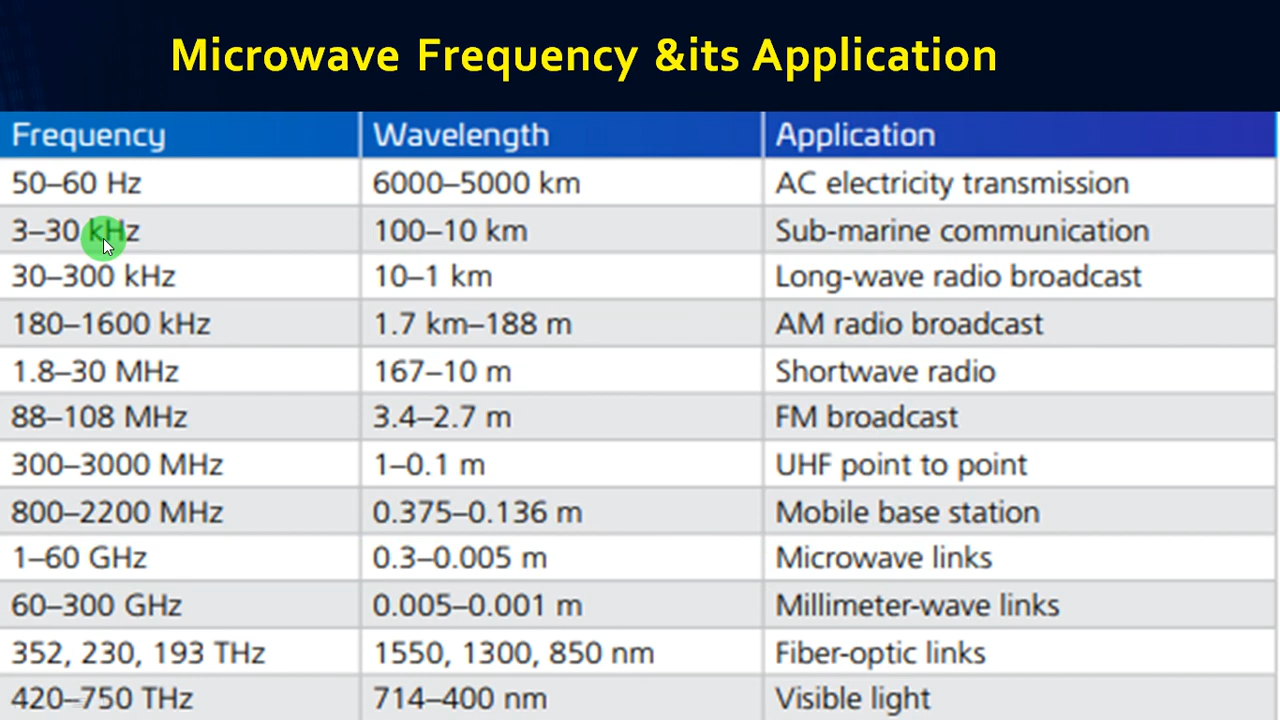 Microwave Frequency &its Application
Frequency Wavelength Application
50–60 Hz 6000–5000 km AC electricity transmission
3–30 kHz 100–10 km Sub-marine communication
30–300 kHz 10–1 km Long-wave radio broadcast
180–1600 kHz 1.7 km–188 m AM radio broadcast
1.8–30 MHz 167–10 m Shortwave radio
88–108 MHz 3.4–2.7 m FM broadcast
300–3000 MHz 1–0.1 m UHF point to point
800–2200 MHz 0.375–0.136 m Mobile base station
1–60 GHz 0.3–0.005 m Microwave links
60–300 GHz 0.005–0.001 m Millimeter-wave links
352, 230, 193 THz 1550, 1300, 850 nm Fiber-optic links
420–750 THz 714–400 nm Visible light